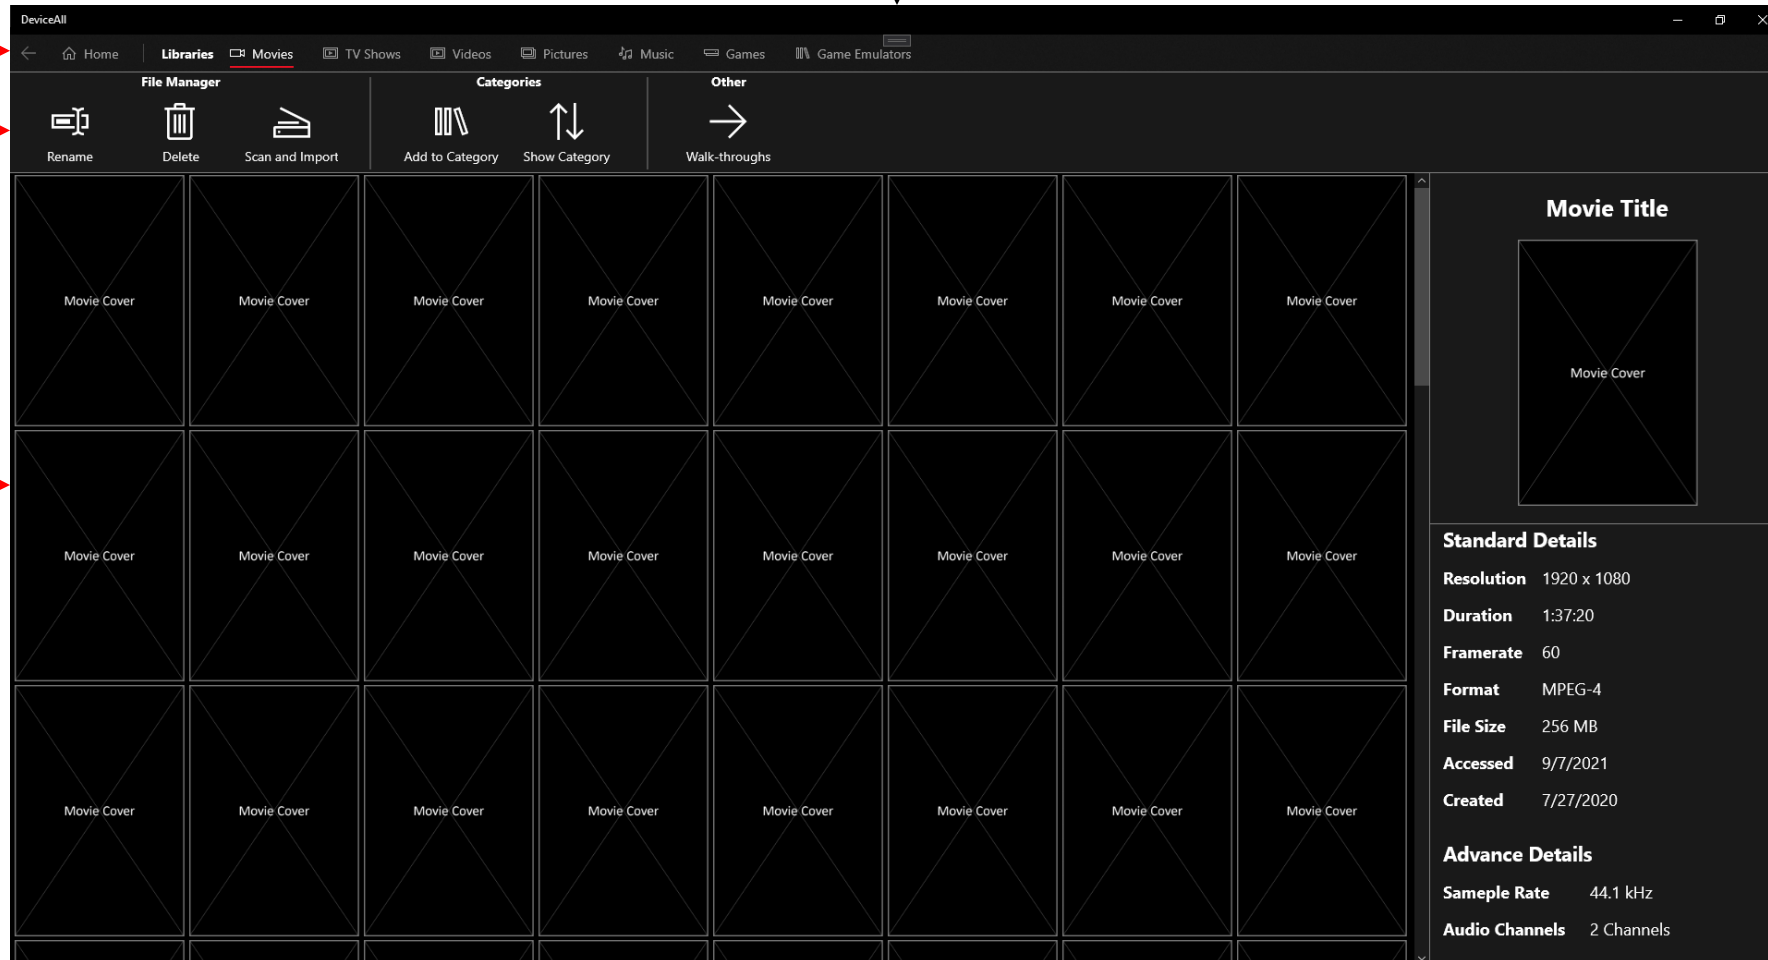 DeviceAll
Home Libraries Movies TV Shows Videos Pictures Music Games Game Emulators
File Manager Categories Other
Rename Delete Scan and Import Add to Category Show Category Walk-throughs
Movie Cover Movie Cover Movie Cover Movie Cover Movie Cover Movie Cover Movie Cover Movie Cover
Movie Cover Movie Cover Movie Cover Movie Cover Movie Cover Movie Cover Movie Cover Movie Cover
Movie Cover Movie Cover Movie Cover Movie Cover Movie Cover Movie Cover Movie Cover Movie Cover
Movie Title
Movie Cover
Standard Details
Resolution 1920 x 1080
Duration 1:37:20
Framerate 60
Format MPEG-4
File Size 256 MB
Accessed 9/7/2021
Created 7/27/2020
Advance Details
Sameple Rate 44.1 kHz
Audio Channels 2 Channels